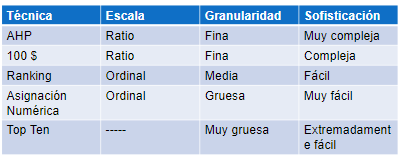 Técnica Escala Granularidad Sofisticación
AHP Ratio Fina Muy compleja
100 $ Ratio Fina Compleja
Ranking Ordinal Media Fácil
Asignación Ordinal Gruesa Muy fácil
Numérica
Top Ten ----- Muy gruesa Extremadament
e fácil